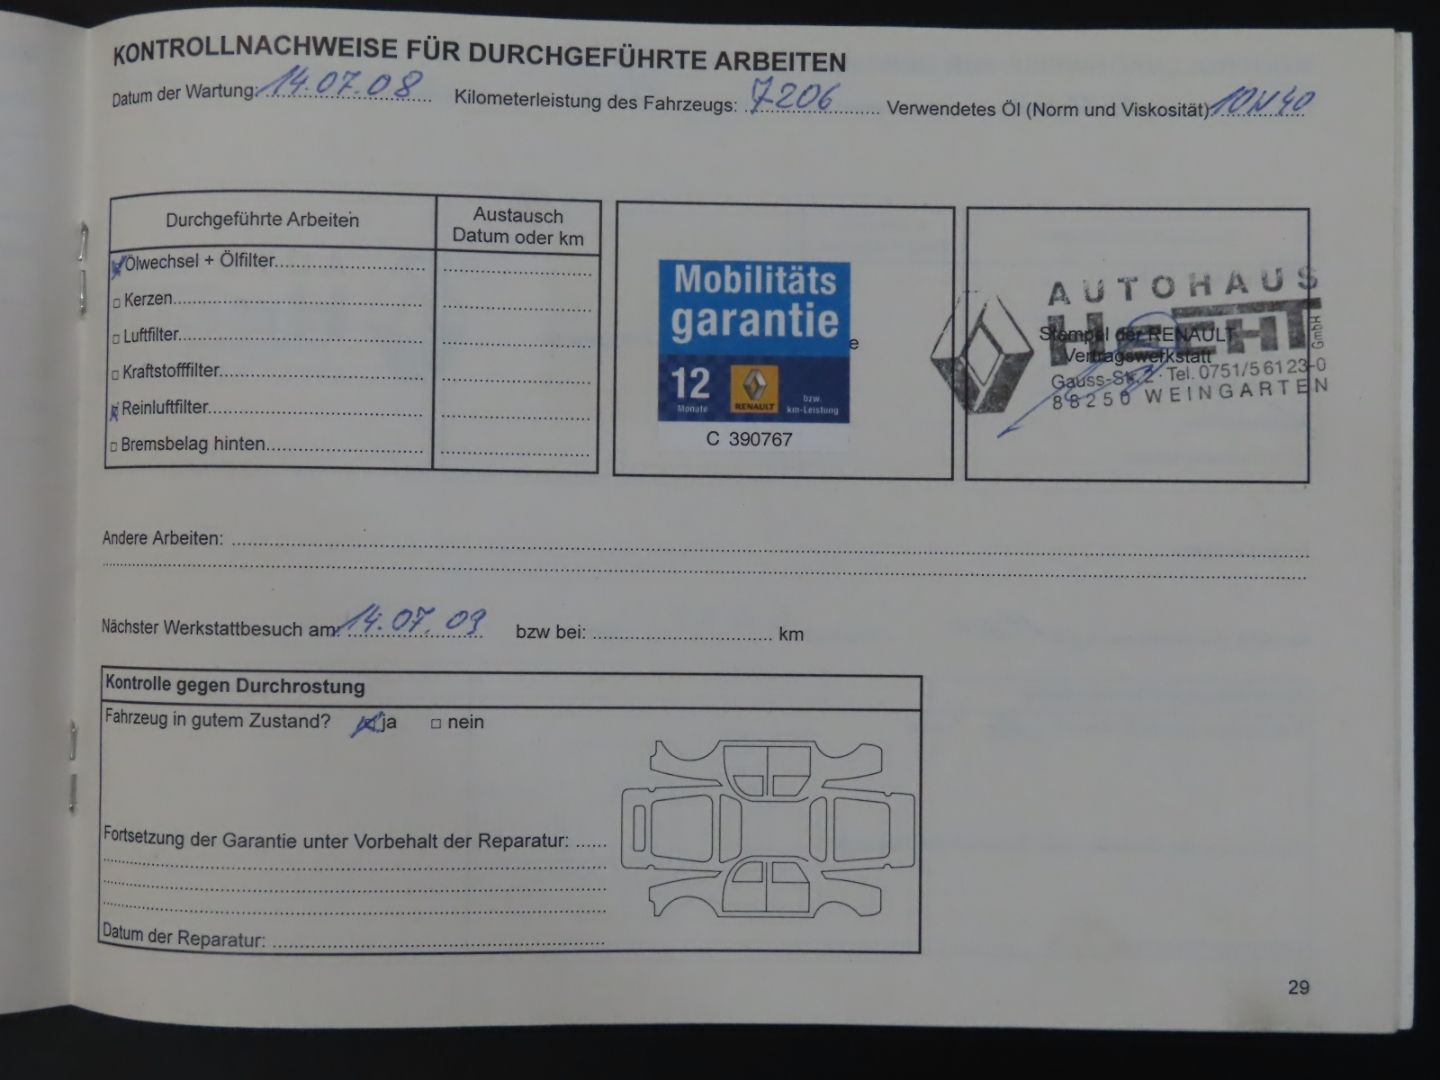 KONTROLLNACHWEISE FÜR DURCHGEFÜHRTE ARBEITEN
Datum der Wartung: 14.07.08 Kilometerleistung des Fahrzeugs: 7206 Verwendetes Öl (Norm und Viskosität) 10W40
Durchgeführte Arbeiten
Austausch
Datum oder km
Ölwechsel + Ölfilter
Kerzen
Luftfilter
Kraftstofffilter
Reinluftfilter
Bremsbelag hinten
Mobilitäts
garantie
12
Monate
RENAULT
bzw.
km-Leistung
C 390767
e
AUTOHAUS
HECHT GmbH
Stempel der RENAULT
Vertragswerkstatt
Gauss-Str. 2 · Tel. 0751/56123-0
88250 WEINGARTEN
Andere Arbeiten:
Nächster Werkstattbesuch am: 14.07.09 bzw bei: km
Kontrolle gegen Durchrostung
Fahrzeug in gutem Zustand? ja nein
Fortsetzung der Garantie unter Vorbehalt der Reparatur:
Datum der Reparatur:
29